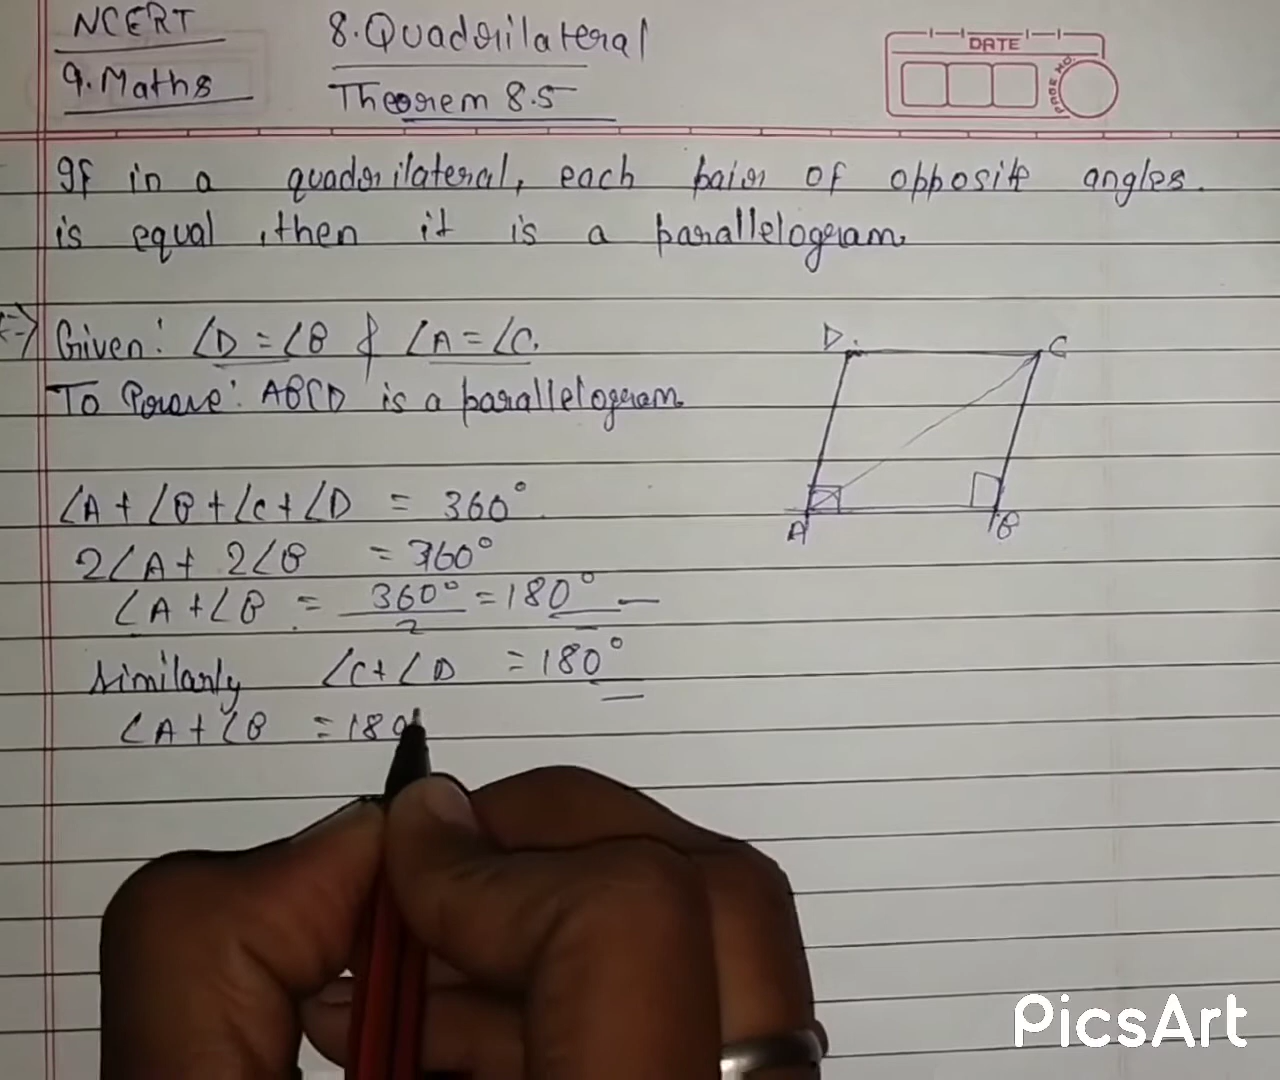 NCERT
9. Maths
8. Quadrilateral
Theorem 8.5
DATE
PAGE NO.
If in a quadrilateral, each pair of opposite angles.
is equal, then it is a parallelogram.
Given: ∠D = ∠B & ∠A = ∠C.
To Prove: ABCD is a parallelogram.
D
C
A
B
∠A + ∠B + ∠C + ∠D = 360°
2∠A + 2∠B = 360°
∠A + ∠B = 360°/2 = 180°
Similarly ∠C + ∠D = 180°
∠A + ∠B = 180
PicsArt